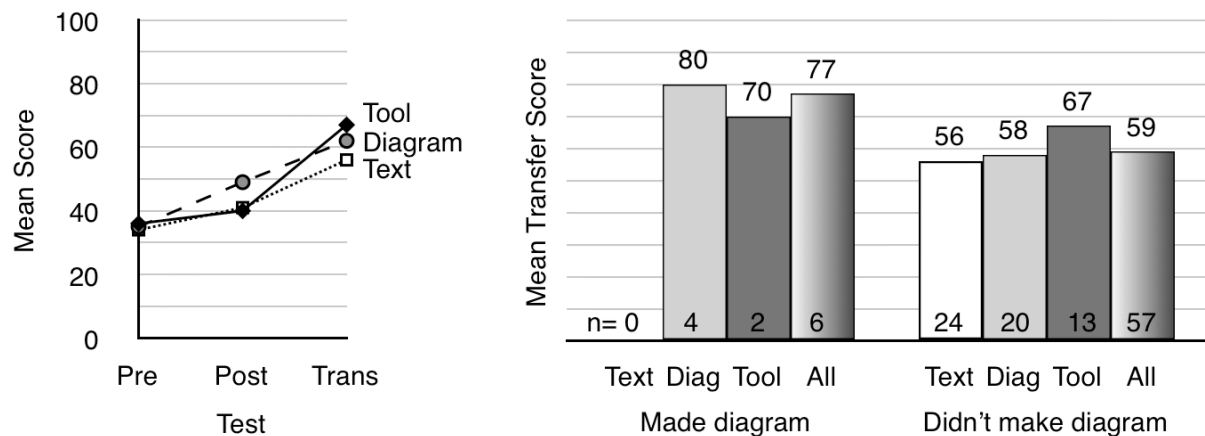 100
80
60
40
20
0
Mean Score
Tool
Diagram
Text
Pre Post Trans
Test
Mean Transfer Score
80
70
77
56
58
67
59
n= 0 4 2 6 24 20 13 57
Text Diag Tool All Text Diag Tool All
Made diagram Didn't make diagram